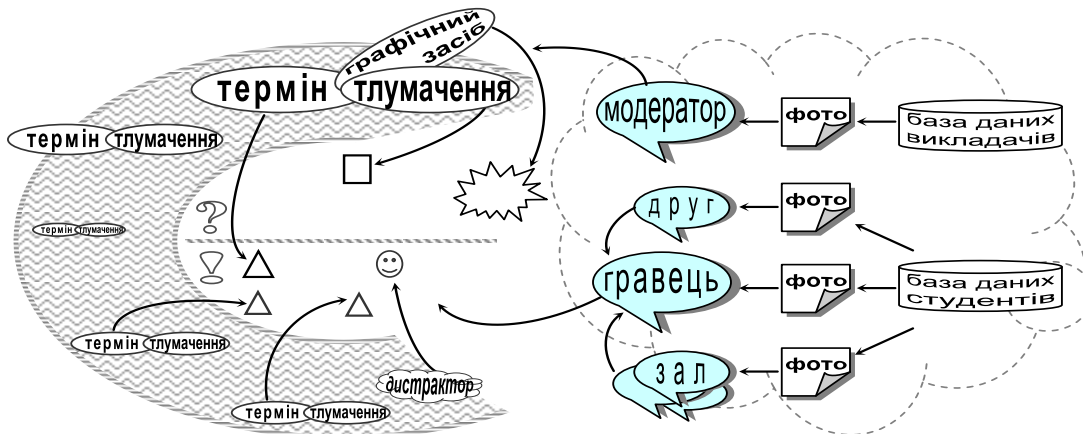 графічний
засіб
термін тлумачення
термін тлумачення
термін тлумачення
термін тлумачення
термін тлумачення
дистрактор
?
!
модератор
фото
база даних
викладачів
друг
фото
гравець
фото
база даних
студентів
зал
фото